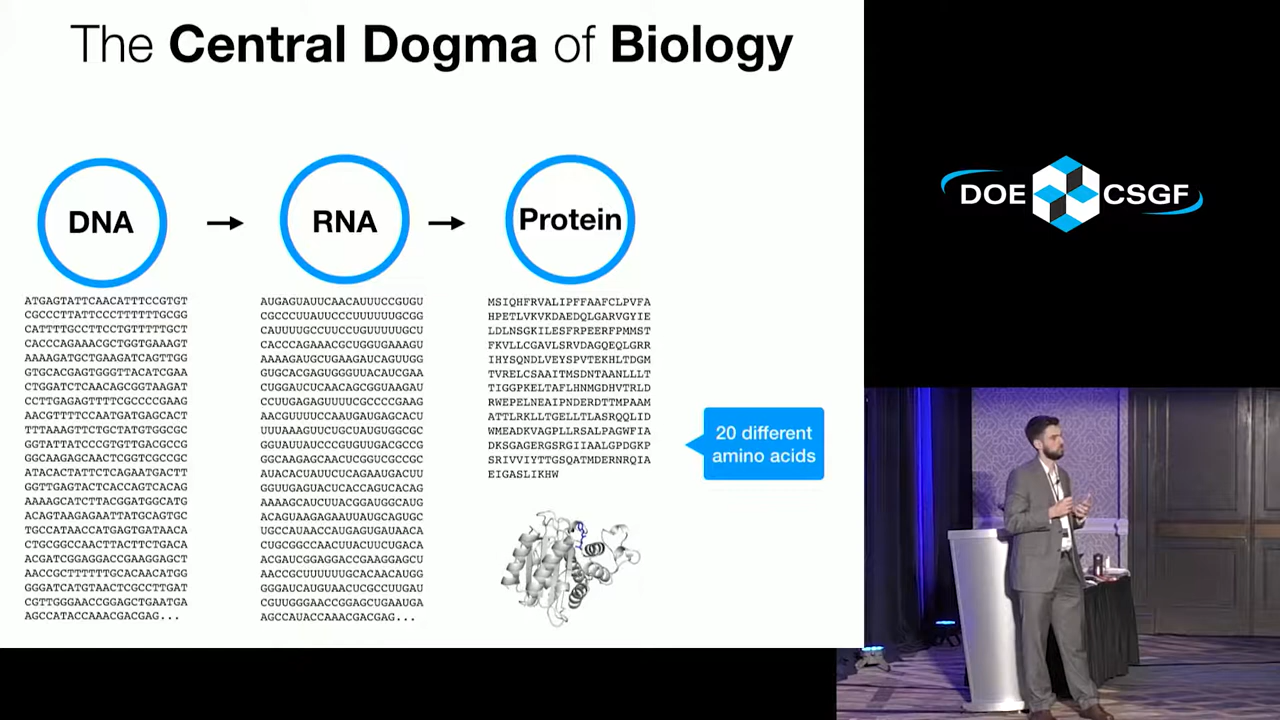 The Central Dogma of Biology
DNA
RNA
Protein
ATGAGTATTCAACATTTCCGTGT
CGCCCTTATTCCCTTTTTTGCGG
CATTTTGCCTTCCTGTTTTTGCT
CACCCAGAAACGCTGGTGAAAGT
AAAAGATGCTGAAGATCAGTTGG
GTGCACGAGTGGGTTACATCGAA
CTGGATCTCAACAGCGGTAAGAT
CCTTGAGAGTTTTCGCCCCGAAG
AACGTTTTCCAATGATGAGCACT
TTTAAAGTTCTGCTATGTGGCGC
GGTATTATCCCGTGTTGACGCCG
GGCAAGAGCAACTCGGTCGCCGC
ATACACTATTCTCAGAATGACTT
GGTTGAGTACTCACCAGTCACAG
AAAAGCATCTTACGGATGGCATG
ACAGTAAGAGAATTATGCAGTGC
TGCCATAACCATGAGTGATAACA
CTGCGGCCAACTTACTTCTGACA
ACGATCGGAGGACCGAAGGAGCT
AACCGCTTTTTTGCACAACATGG
GGGATCATGTAACTCGCCTTGAT
CGTTGGGAACCGGAGCTGAATGA
AGCCATACCAAACGACGAG...
AUGAGUAUUCAACAUUUCCGUGU
CGCCCUUAUUCCCUUUUUUGCGG
CAUUUUGCCUUCCUGUUUUUGCU
CACCCAGAAACGCUGGUGAAAGU
AAAAGAUGCUGAAGAUCAGUUGG
GUGCACGAGUGGGUUACAUCGAA
CUGGAUCUCAACAGCGGUAAGAU
CCUUGAGAGUUUUCGCCCCGAAG
AACGUUUUCCAAUGAUGAGCACU
UUUAAAGUUCUGCUAUGUGGCGC
GGUAUUAUCCCGUGUUGACGCCG
GGCAAGAGCAACUCGGUCGCCGC
AUACACUAUUCUCAGAAUGACUU
GGUUGAGUACUCACCAGUCACAG
AAAAGCAUCUUACGGAUGGCAUG
ACAGUAAGAGAAUUAUGCAGUGC
UGCCAUAACCAUGAGUGAUAACA
CUGCGGCCAACUUACUUCUGACA
ACGAUCGGAGGACCGAAGGAGCU
AACCGCUUUUUUGCACAACAUGG
GGGAUCAUGUAACUCGCCUUGAU
CGUUGGGAACCGGAGCUGAAUGA
AGCCAUACCAAACGACGAG...
MSIQHFRVALIPFFAAFCLPVFA
HPETLVKVKDAEDQLGARVGYIE
LDLNSGKILESFRPEERFPMMST
FKVLLCGAVLSRVDAGQEQLGRR
IHYSQNDLVEYSPVTEKHLTDGM
TVRELCSAAITMSDNTAANLLLT
TIGGPKELTAFLHNMGDHVTRLD
RWEPELNEAIPNDERDTTMPAAM
ATTLRKLLTGELLTLASRQQLID
WMEADKVAGPLLRSALPAGWFIA
DKSGAGERGSRGIIAALGPDGKP
SRIVVIYTTGSQATMDERNRQIA
EIGASLIKHW
20 different
amino acids
DOE CSGF